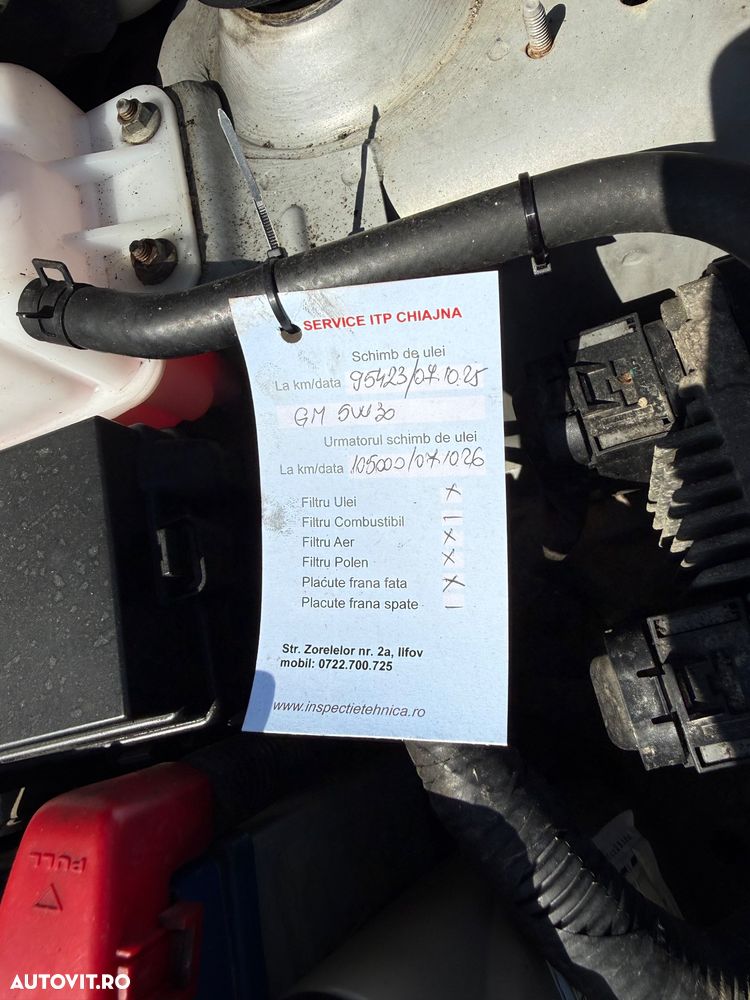 SERVICE ITP CHIAJNA
Schimb de ulei
La km/data 95423/07.10.25
GM 5W30
Urmatorul schimb de ulei
La km/data 105000/07.10.26
Filtru Ulei x
Filtru Combustibil –
Filtru Aer x
Filtru Polen x
Placute frana fata x
Placute frana spate –
Str. Zorelelor nr. 2a, Ilfov
mobil: 0722.700.725
www.inspectietehnica.ro
PULL
AUTOVIT.RO